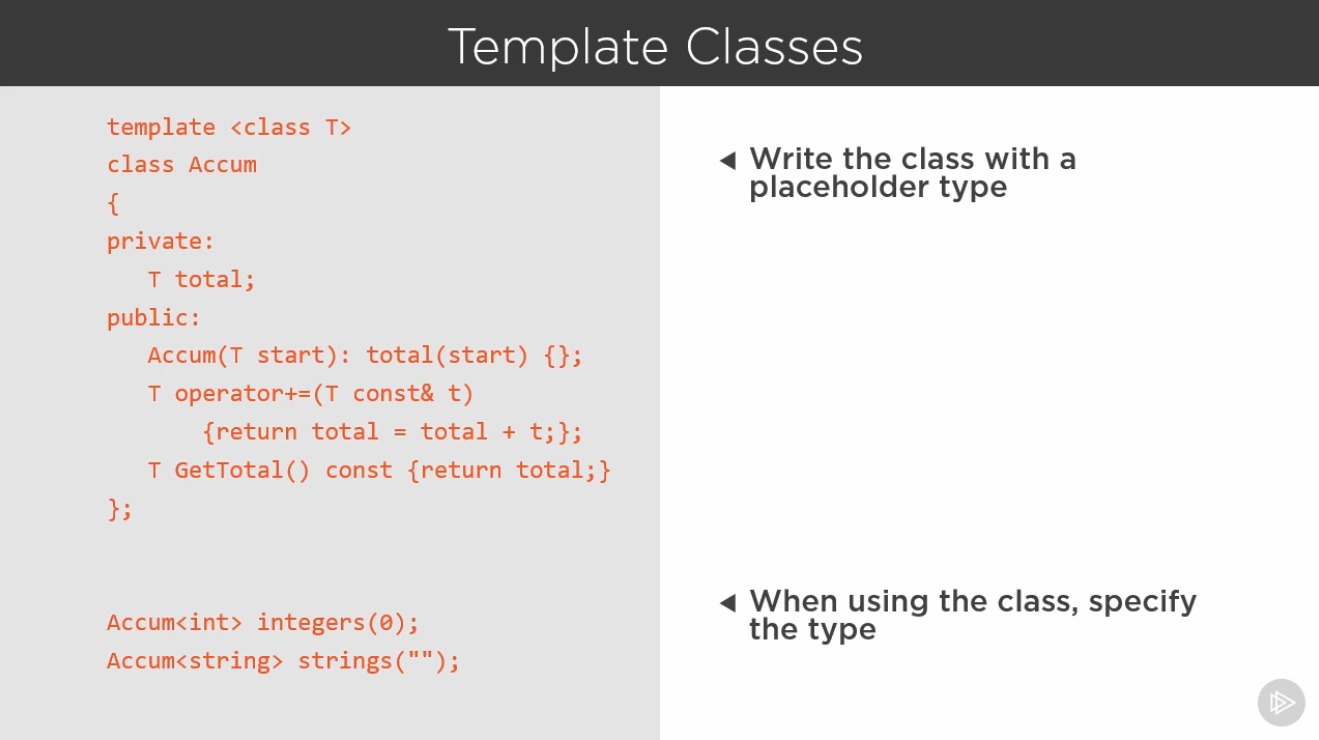 Template Classes
template <class T>
class Accum
{
private:
   T total;
public:
   Accum(T start): total(start) {};
   T operator+=(T const& t)
       {return total = total + t;};
   T GetTotal() const {return total;}
};
Accum<int> integers(0);
Accum<string> strings("");
Write the class with a
placeholder type
When using the class, specify
the type